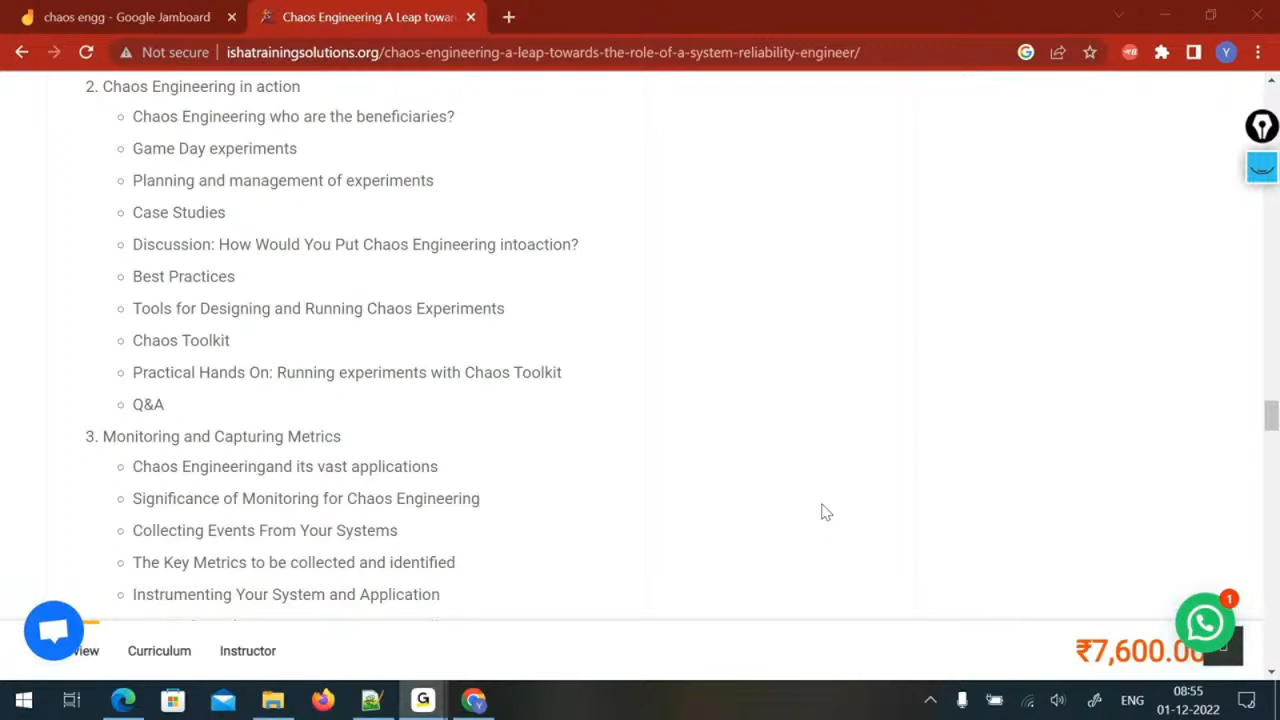 chaos engg - Google Jamboard
Chaos Engineering A Leap towar
Not secure
ishatrainingsolutions.org/chaos-engineering-a-leap-towards-the-role-of-a-system-reliability-engineer/
Y
2. Chaos Engineering in action
Chaos Engineering who are the beneficiaries?
Game Day experiments
Planning and management of experiments
Case Studies
Discussion: How Would You Put Chaos Engineering intoaction?
Best Practices
Tools for Designing and Running Chaos Experiments
Chaos Toolkit
Practical Hands On: Running experiments with Chaos Toolkit
Q&A
3. Monitoring and Capturing Metrics
Chaos Engineeringand its vast applications
Significance of Monitoring for Chaos Engineering
Collecting Events From Your Systems
The Key Metrics to be collected and identified
Instrumenting Your System and Application
1
view
Curriculum
Instructor
₹7,600.00
ENG
08:55
01-12-2022